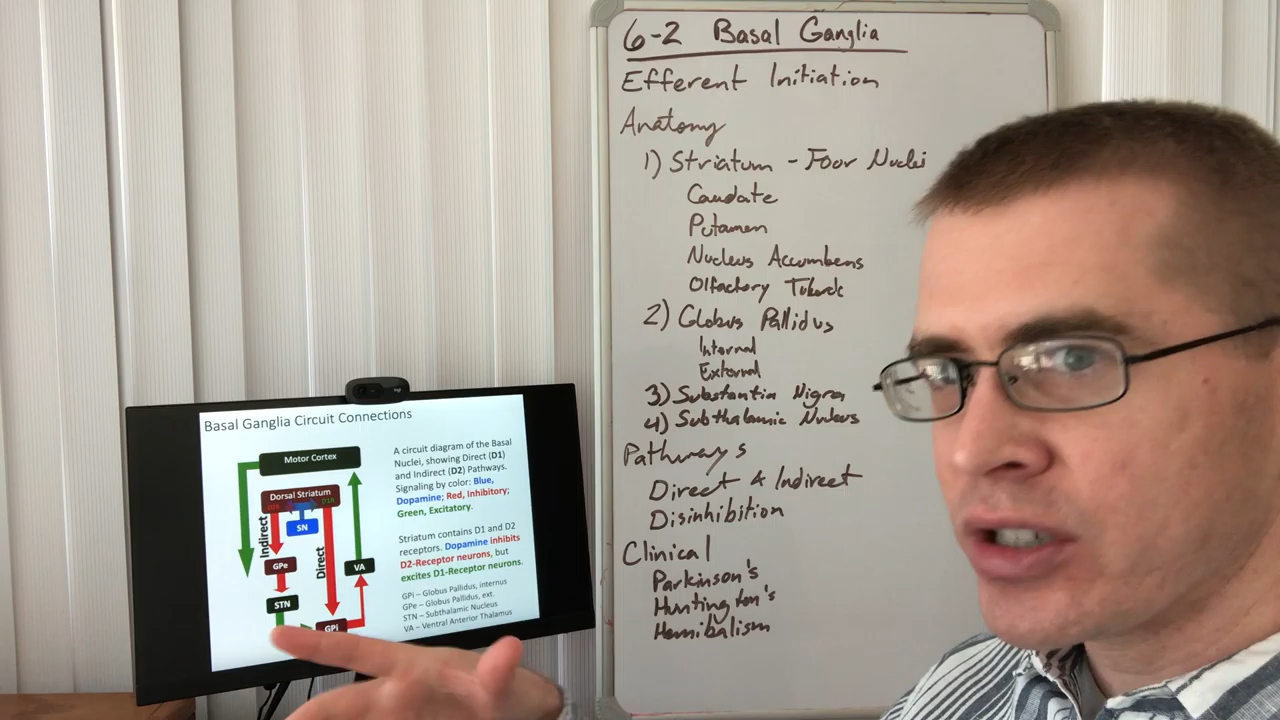 6-2 Basal Ganglia
Efferent Initiation
Anatomy
1) Striatum - Four Nuclei
Caudate
Putamen
Nucleus Accumbens
Olfactory
2) Globus Pallidus
Internal
External
3) Substantia Nigra
4) Subthalamic Nucleus
Pathways
Direct & Indirect
Disinhibition
Clinical
Parkinson's
Huntington's
Hemibalism
Basal Ganglia Circuit Connections
Motor Cortex
Dorsal Striatum
SN
Indirect
Direct
GPe
VA
STN
GPi
A circuit diagram of the Basal
Nuclei, showing Direct (D1)
and Indirect (D2) Pathways.
Signaling by color: Blue,
Dopamine; Red, Inhibitory;
Green, Excitatory.
Striatum contains D1 and D2
receptors. Dopamine inhibits
D2-Receptor neurons, but
excites D1-Receptor neurons.
GPi – Globus Pallidus, internus
GPe – Globus Pallidus, ext.
STN – Subthalamic Nucleus
VA – Ventral Anterior Thalamus